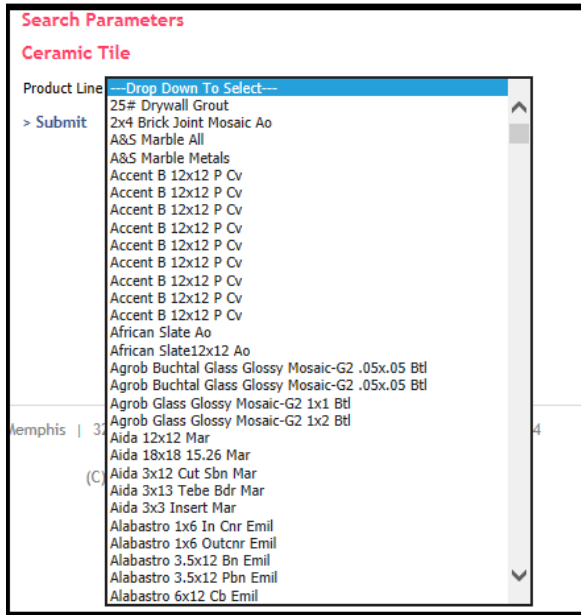 Search Parameters
Ceramic Tile
Product Line ---Drop Down To Select---
25# Drywall Grout
> Submit
2x4 Brick Joint Mosaic Ao
A&S Marble All
A&S Marble Metals
Accent B 12x12 P Cv
Accent B 12x12 P Cv
Accent B 12x12 P Cv
Accent B 12x12 P Cv
Accent B 12x12 P Cv
Accent B 12x12 P Cv
Accent B 12x12 P Cv
Accent B 12x12 P Cv
Accent B 12x12 P Cv
African Slate Ao
African Slate12x12 Ao
Agrob Buchtal Glass Glossy Mosaic-G2 .05x.05 Btl
Agrob Buchtal Glass Glossy Mosaic-G2 .05x.05 Btl
Agrob Glass Glossy Mosaic-G2 1x1 Btl
Agrob Glass Glossy Mosaic-G2 1x2 Btl
Memphis | 32 4
Aida 12x12 Mar
Aida 18x18 15.26 Mar
Aida 3x12 Cut Sbn Mar
(C)
Aida 3x13 Tebe Bdr Mar
Aida 3x3 Insert Mar
Alabastro 1x6 In Cnr Emil
Alabastro 1x6 Outcnr Emil
Alabastro 3.5x12 Bn Emil
Alabastro 3.5x12 Pbn Emil
Alabastro 6x12 Cb Emil